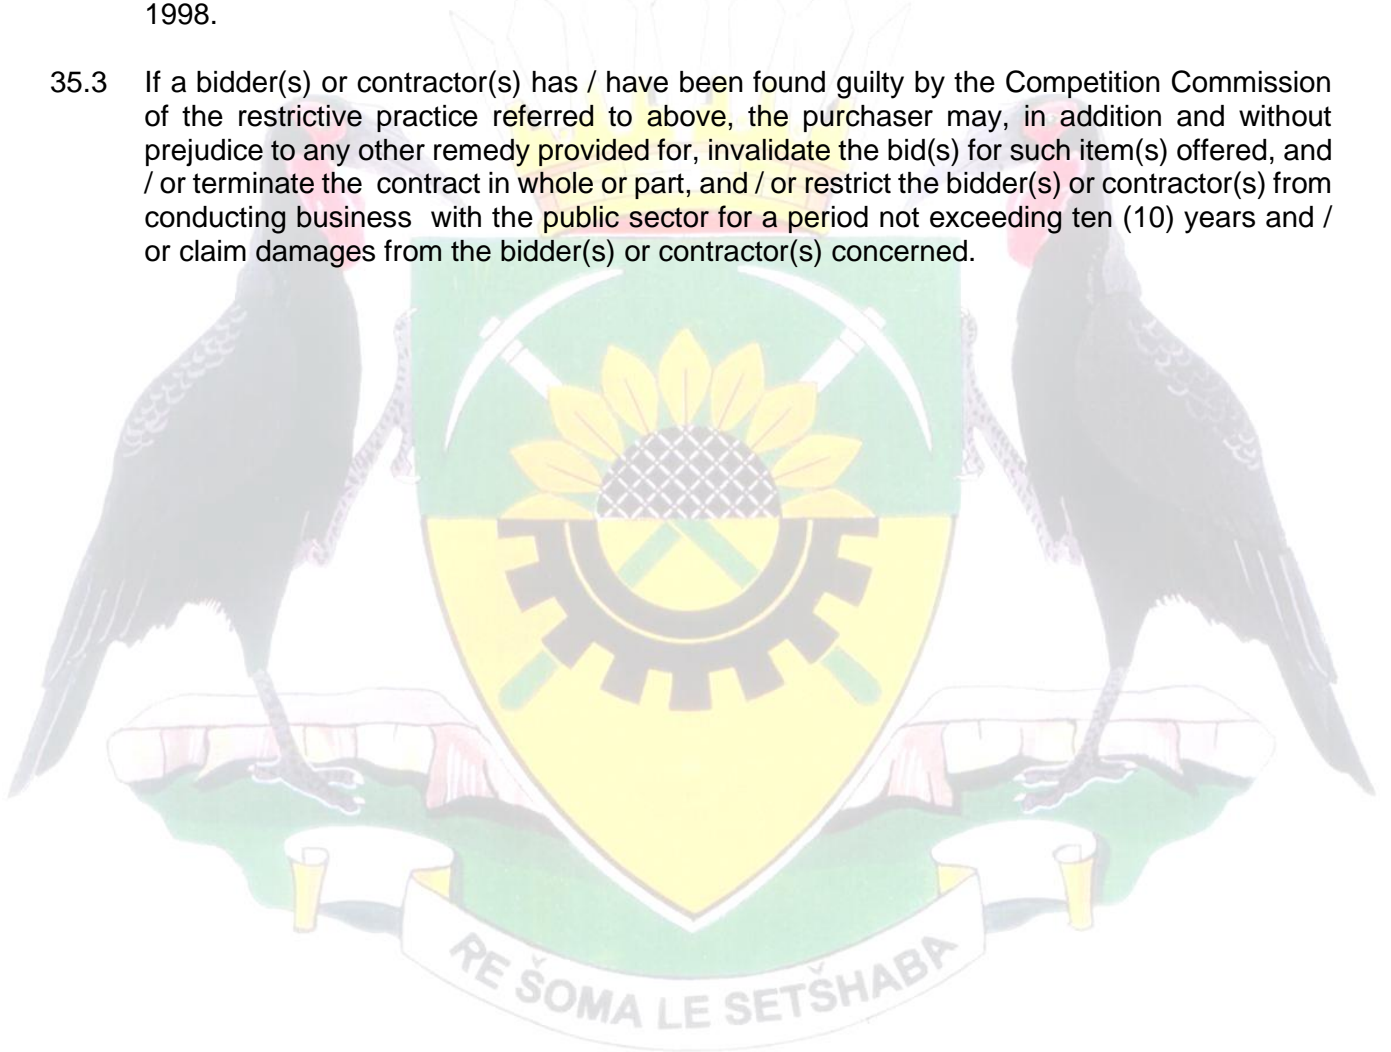 1998.
35.3 If a bidder(s) or contractor(s) has / have been found guilty by the Competition Commission
of the restrictive practice referred to above, the purchaser may, in addition and without
prejudice to any other remedy provided for, invalidate the bid(s) for such item(s) offered, and
/ or terminate the contract in whole or part, and / or restrict the bidder(s) or contractor(s) from
conducting business with the public sector for a period not exceeding ten (10) years and /
or claim damages from the bidder(s) or contractor(s) concerned.
RE ŠOMA LE SETŠHABA